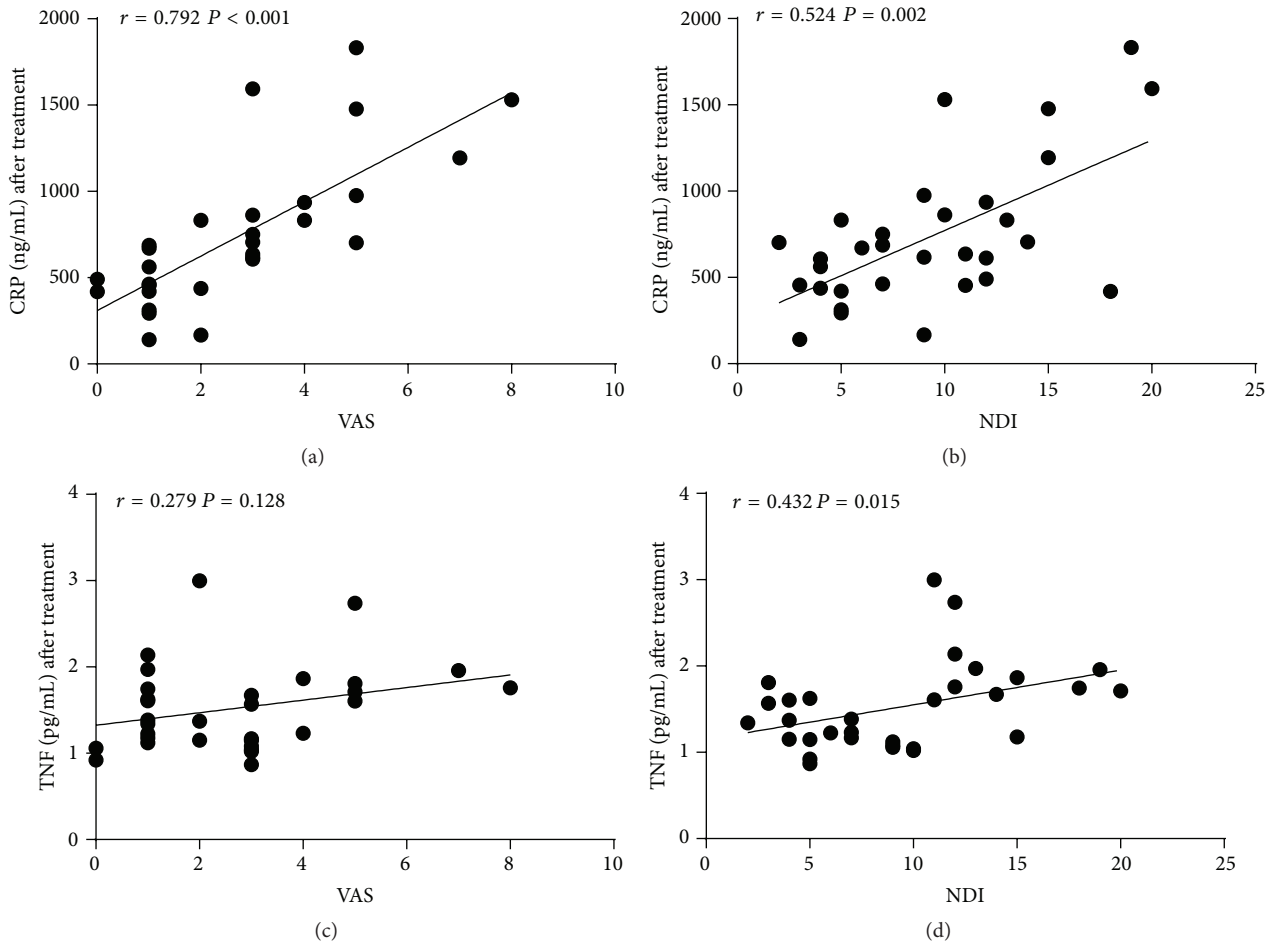 r = 0.792 P < 0.001
2000
1500
1000
500
0
CRP (ng/mL) after treatment
0 2 4 6 8 10
VAS
(a)
r = 0.524 P = 0.002
2000
1500
1000
500
0
CRP (ng/mL) after treatment
0 5 10 15 20 25
NDI
(b)
r = 0.279 P = 0.128
4
3
2
1
0
TNF (pg/mL) after treatment
0 2 4 6 8 10
VAS
(c)
r = 0.432 P = 0.015
4
3
2
1
0
TNF (pg/mL) after treatment
0 5 10 15 20 25
NDI
(d)